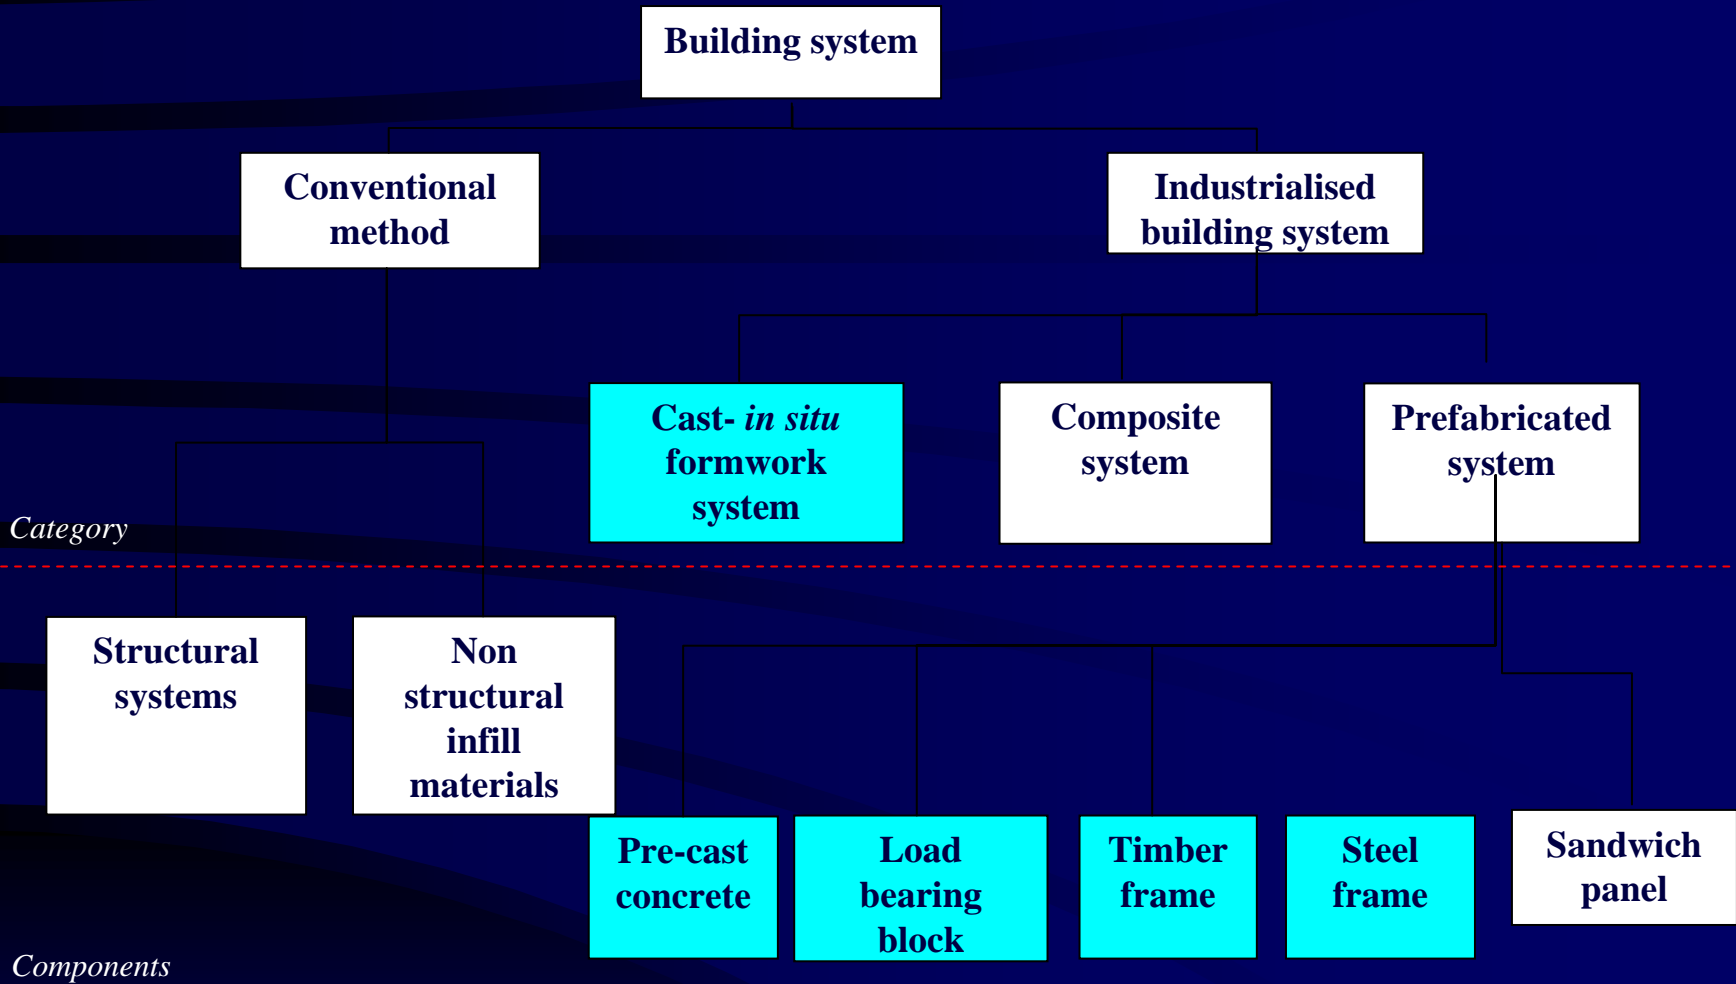 Building system
Conventional
method
Industrialised
building system
Cast- in situ
formwork
system
Composite
system
Prefabricated
system
Category
Structural
systems
Non
structural
infill
materials
Pre-cast
concrete
Load
bearing
block
Timber
frame
Steel
frame
Sandwich
panel
Components